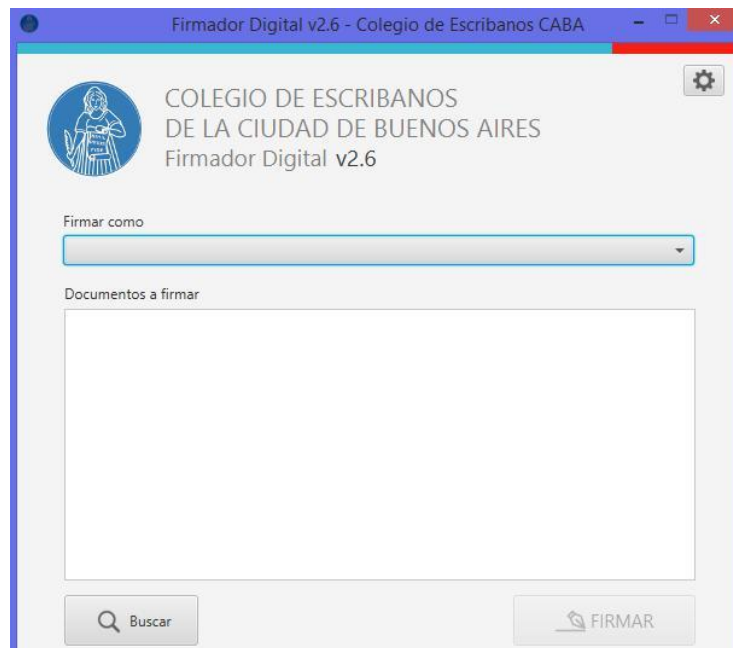 Firmador Digital v2.6 - Colegio de Escribanos CABA
COLEGIO DE ESCRIBANOS
DE LA CIUDAD DE BUENOS AIRES
Firmador Digital v2.6
Firmar como
Documentos a firmar
Buscar
FIRMAR